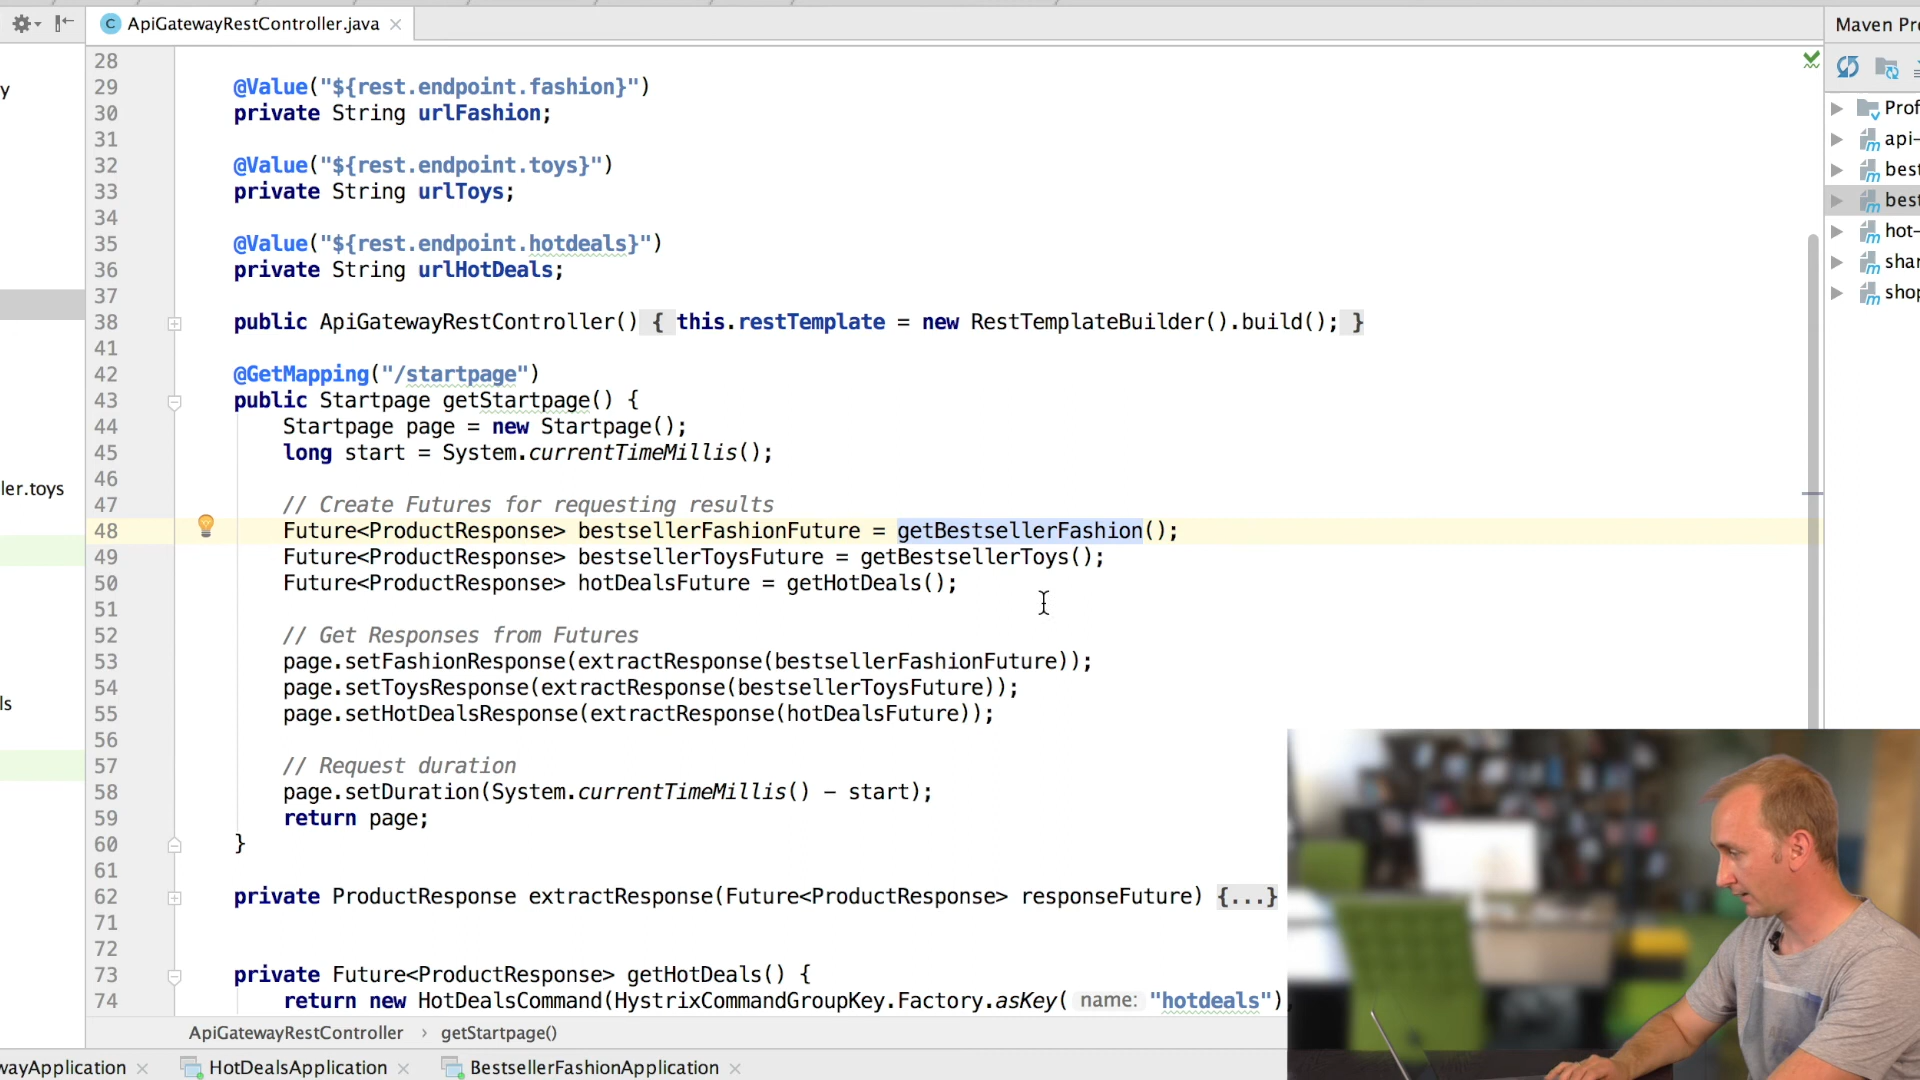 ApiGatewayRestController.java
Maven Pr
y
28
29 @Value("${rest.endpoint.fashion}")
30 private String urlFashion;
31
32 @Value("${rest.endpoint.toys}")
33 private String urlToys;
34
35 @Value("${rest.endpoint.hotdeals}")
36 private String urlHotDeals;
37
38 public ApiGatewayRestController() { this.restTemplate = new RestTemplateBuilder().build(); }
41
42 @GetMapping("/startpage")
43 public Startpage getStartpage() {
44 Startpage page = new Startpage();
45 long start = System.currentTimeMillis();
46
47 // Create Futures for requesting results
48 Future<ProductResponse> bestsellerFashionFuture = getBestsellerFashion();
49 Future<ProductResponse> bestsellerToysFuture = getBestsellerToys();
50 Future<ProductResponse> hotDealsFuture = getHotDeals();
51
52 // Get Responses from Futures
53 page.setFashionResponse(extractResponse(bestsellerFashionFuture));
54 page.setToysResponse(extractResponse(bestsellerToysFuture));
55 page.setHotDealsResponse(extractResponse(hotDealsFuture));
56
57 // Request duration
58 page.setDuration(System.currentTimeMillis() - start);
59 return page;
60 }
61
62 private ProductResponse extractResponse(Future<ProductResponse> responseFuture) {...}
71
72
73 private Future<ProductResponse> getHotDeals() {
74 return new HotDealsCommand(HystrixCommandGroupKey.Factory.asKey( name: "hotdeals"),
ler.toys
ls
Prof
api-
best
best
hot-
shar
shop
ApiGatewayRestController › getStartpage()
wayApplication HotDealsApplication BestsellerFashionApplication